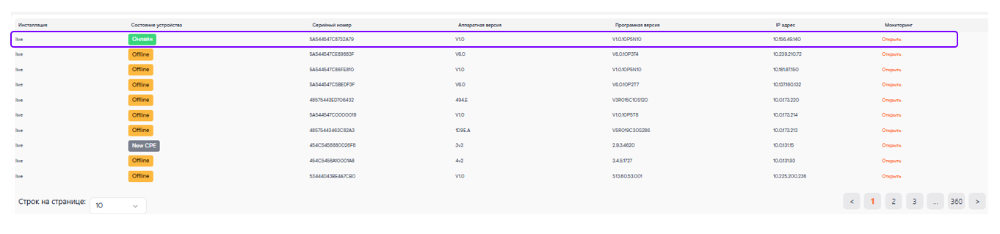 Инсталляция Состояние устройства Серийный номер Аппаратная версия Програмная версия IP адрес Мониторинг
live Онлайн 5A544547C8732A79 V1.0 V1.0.10P5N10 10.156.49.140 Открыть
live Offline 5A544547CE89883F V6.0 V6.0.10P3T4 10.239.210.72 Открыть
live Offline 5A544547C86FE810 V1.0 V1.0.10P5N10 10.181.87.150 Открыть
live Offline 5A544547C5BEDF3F V6.0 V6.0.10P2T7 10.137.160.132 Открыть
live Offline 48575443ED706432 494.E V3R015C10S120 10.0.173.220 Открыть
live Offline 5A544547C0000019 V1.0 V1.0.10P5T8 10.0.173.214 Открыть
live Offline 48575443463C82A3 1D9E.A V5R019C30S286 10.0.173.213 Открыть
live New CPE 454C5458880026F8 3v3 2.9.3.4620 10.0.131.15 Открыть
live Offline 454C5458A10001A8 4v2 3.4.5.1727 10.0.131.93 Открыть
live Offline 53444D43BE4A7CB0 V1.0 S13.60.53.001 10.225.200.236 Открыть
Строк на странице: 10 < 1 2 3 ... 360 >